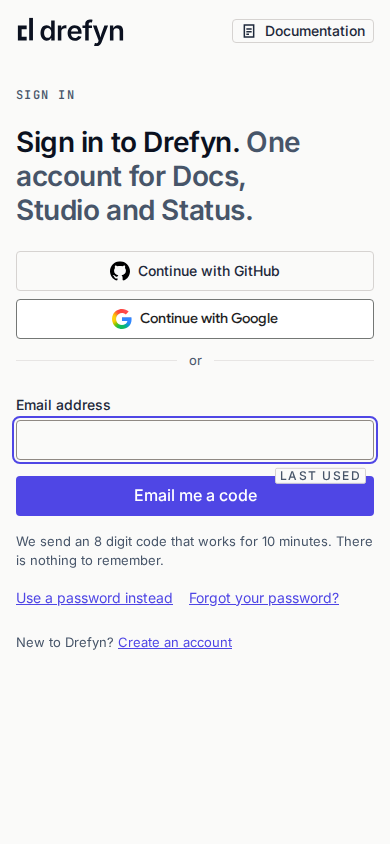 drefyn
Documentation
SIGN IN
Sign in to Drefyn. One
account for Docs,
Studio and Status.
Continue with GitHub
Continue with Google
or
Email address
LAST USED
Email me a code
We send an 8 digit code that works for 10 minutes. There
is nothing to remember.
Use a password instead Forgot your password?
New to Drefyn? Create an account